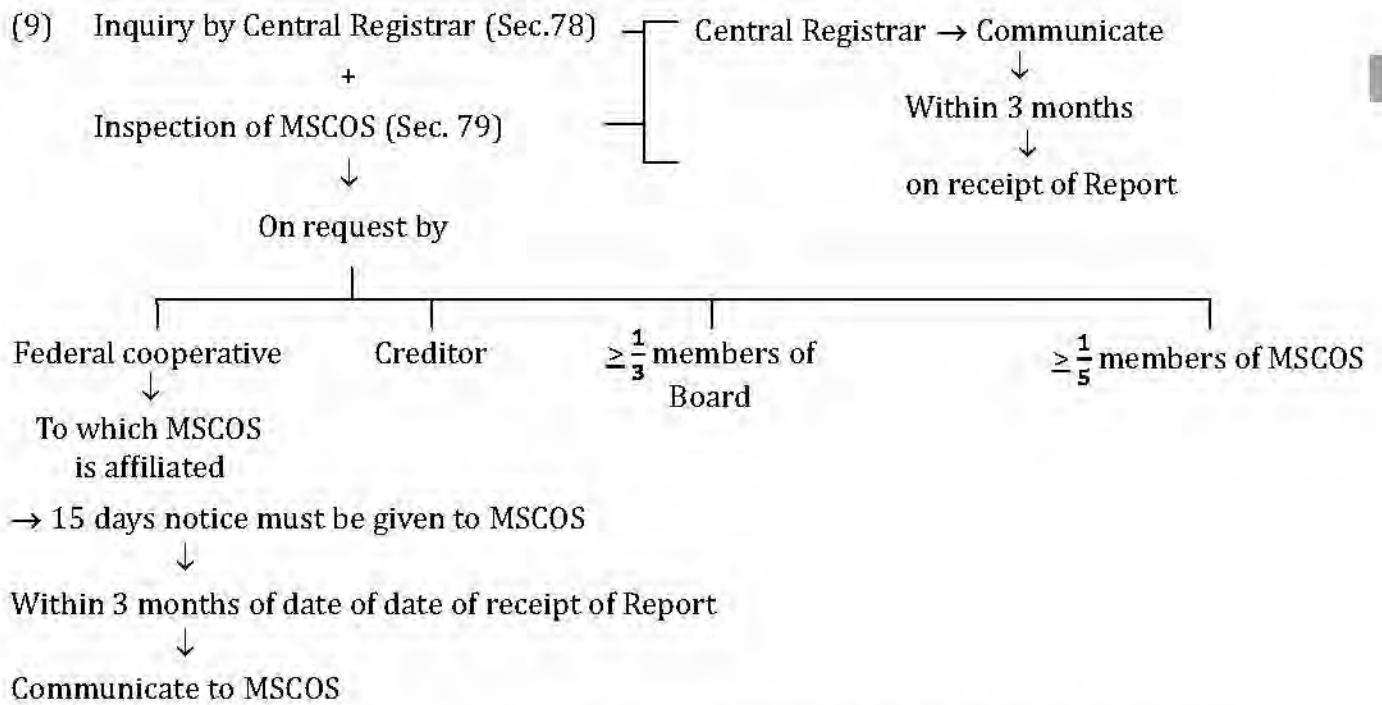 (9) Inquiry by Central Registrar (Sec.78)
+
Inspection of MSCOS (Sec. 79)
Central Registrar → Communicate
↓
Within 3 months
↓
on receipt of Report
↓
On request by
Federal cooperative
↓
To which MSCOS
is affiliated
Creditor
≥ 1/3 members of
Board
≥ 1/5 members of MSCOS
→ 15 days notice must be given to MSCOS
↓
Within 3 months of date of date of receipt of Report
↓
Communicate to MSCOS